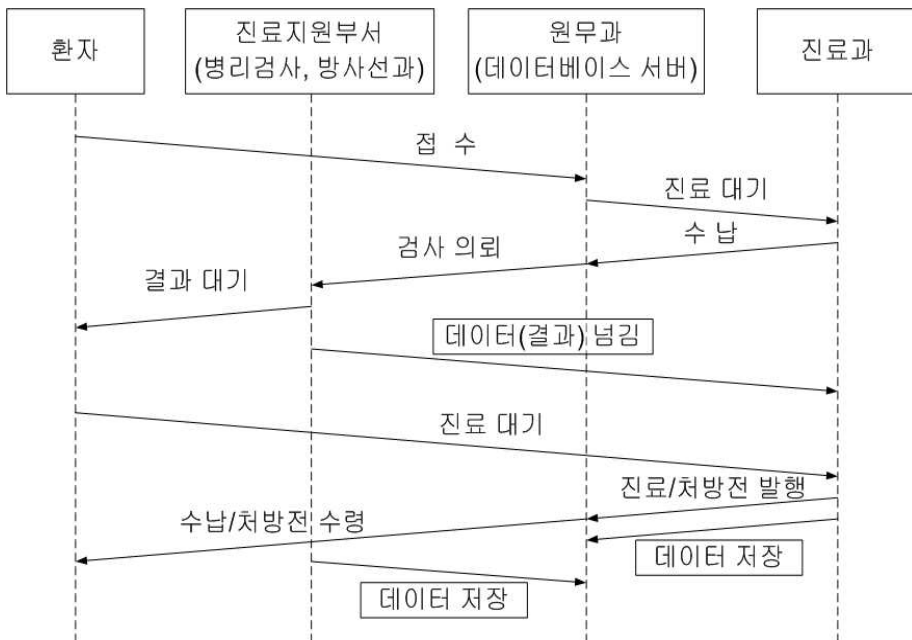 환자
진료지원부서
(병리검사, 방사선과)
원무과
(데이터베이스 서버)
진료과
접 수
진료 대기
수 납
검사 의뢰
결과 대기
데이터(결과) 넘김
진료 대기
진료/처방전 발행
수납/처방전 수령
데이터 저장
데이터 저장